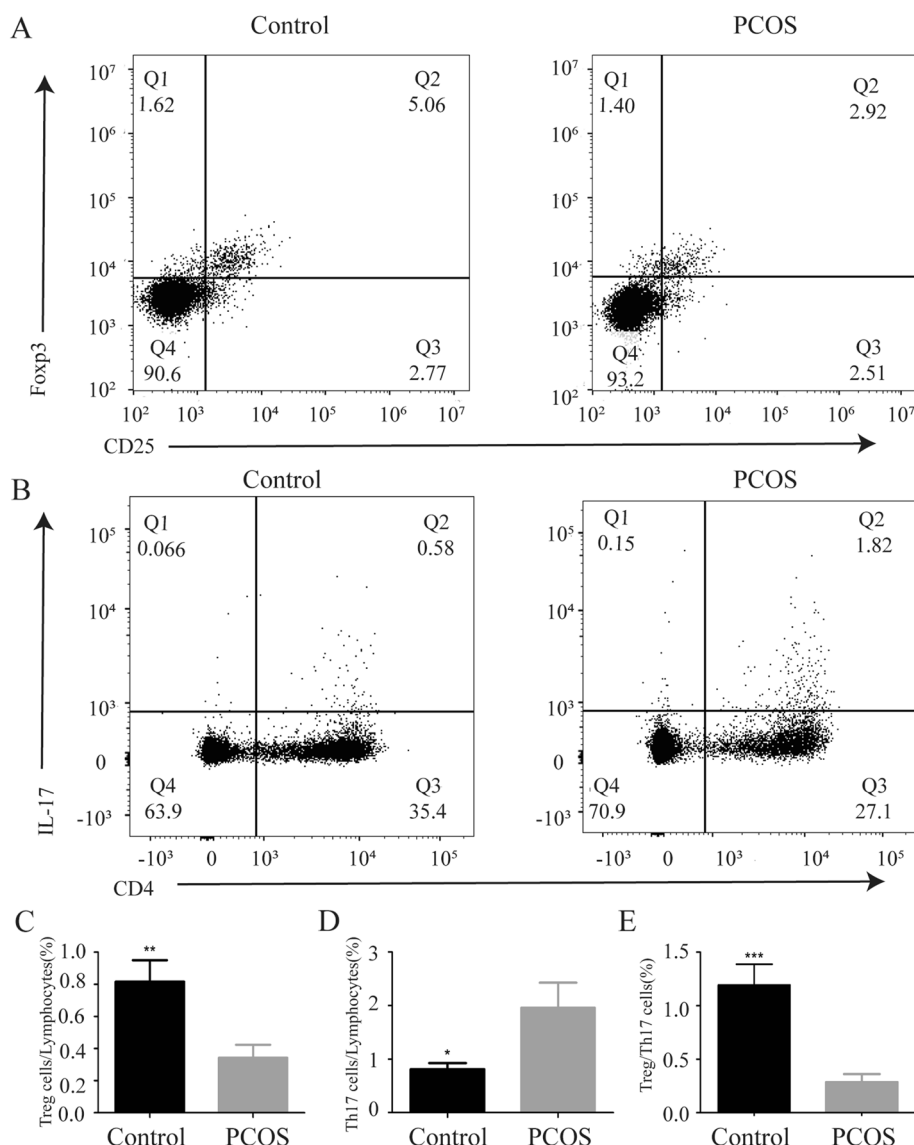 A
Control
PCOS
10⁷
10⁶
10⁵
10⁴
10³
10²
Q1
1.62
Q2
5.06
Q4
90.6
Q3
2.77
10² 10³ 10⁴ 10⁵ 10⁶ 10⁷
10⁷
10⁶
10⁵
10⁴
10³
10²
Q1
1.40
Q2
2.92
Q4
93.2
Q3
2.51
10² 10³ 10⁴ 10⁵ 10⁶ 10⁷
Foxp3
CD25
B
Control
PCOS
10⁵
10⁴
10³
0
-10³
Q1
0.066
Q2
0.58
Q4
63.9
Q3
35.4
-10³ 0 10³ 10⁴ 10⁵
10⁵
10⁴
10³
0
-10³
Q1
0.15
Q2
1.82
Q4
70.9
Q3
27.1
-10³ 0 10³ 10⁴ 10⁵
IL-17
CD4
C
Treg cells/Lymphocytes(%)
1.0
0.8
0.6
0.4
0.2
0.0
**
Control PCOS
D
Th17 cells/Lymphocytes(%)
3
2
1
0
*
Control PCOS
E
Treg/Th17 cells(%)
1.5
1.0
0.5
0.0
***
Control PCOS